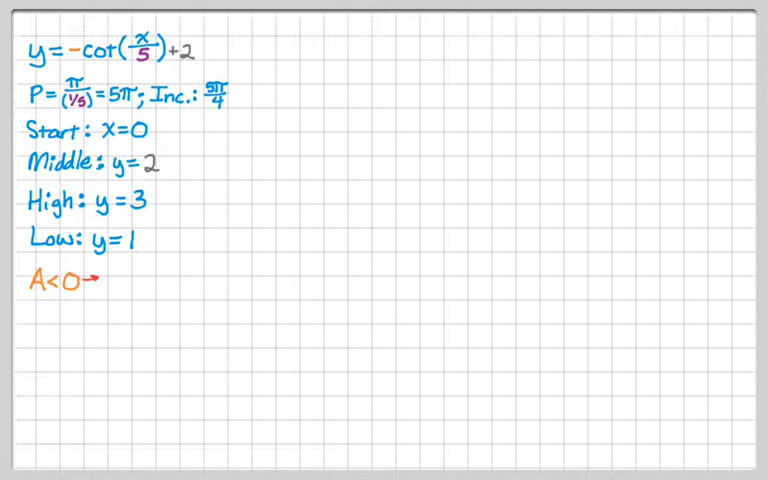 y = -cot(x/5) + 2
P = π/(1/5) = 5π; Inc.: 5π/4
Start: x = 0
Middle: y = 2
High: y = 3
Low: y = 1
A < 0 →